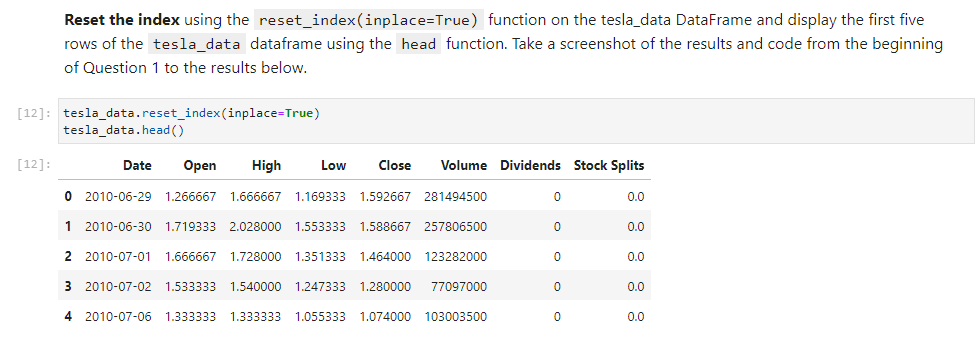 Reset the index using the reset_index(inplace=True) function on the tesla_data DataFrame and display the first five
rows of the tesla_data dataframe using the head function. Take a screenshot of the results and code from the beginning
of Question 1 to the results below.
[12]: tesla_data.reset_index(inplace=True)
tesla_data.head()
[12]: Date Open High Low Close Volume Dividends Stock Splits
0 2010-06-29 1.266667 1.666667 1.169333 1.592667 281494500 0 0.0
1 2010-06-30 1.719333 2.028000 1.553333 1.588667 257806500 0 0.0
2 2010-07-01 1.666667 1.728000 1.351333 1.464000 123282000 0 0.0
3 2010-07-02 1.533333 1.540000 1.247333 1.280000 77097000 0 0.0
4 2010-07-06 1.333333 1.333333 1.055333 1.074000 103003500 0 0.0